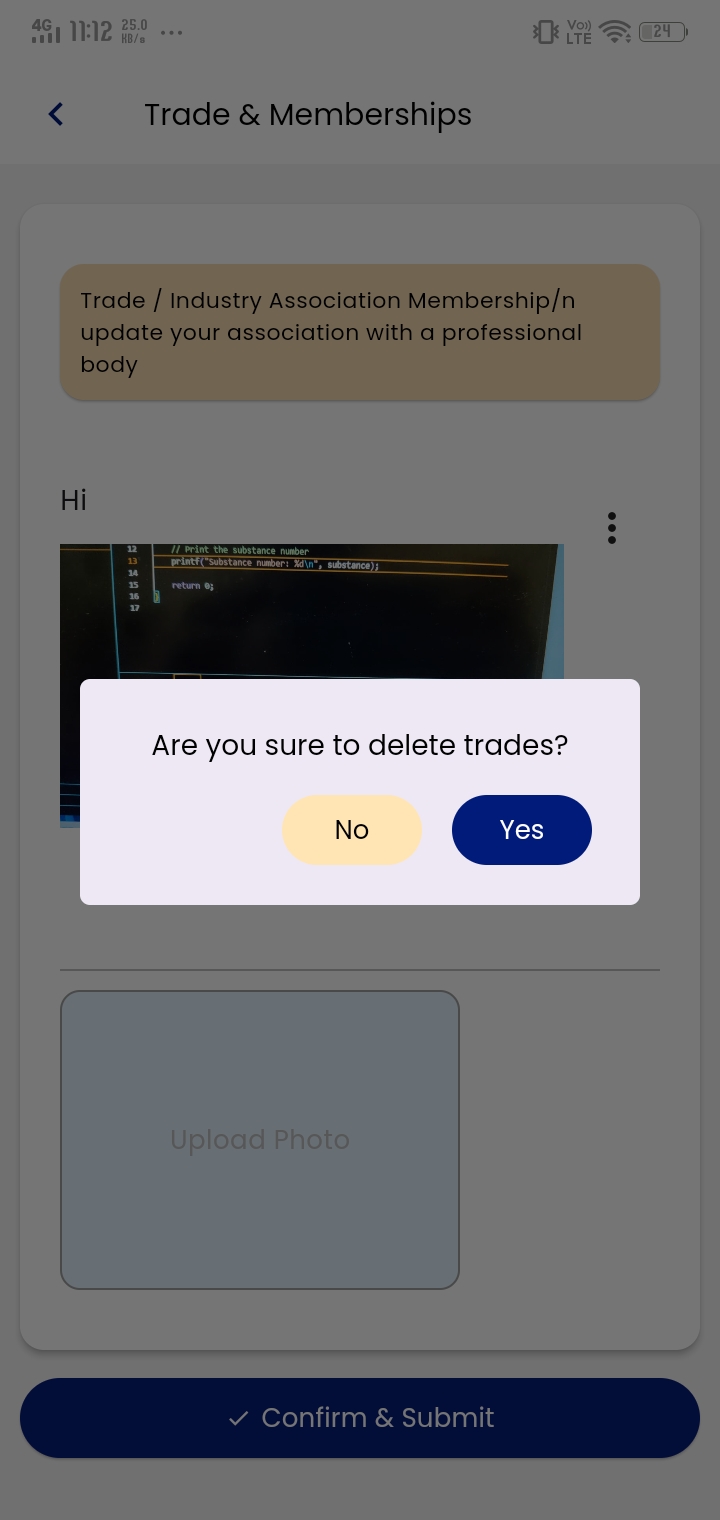 4G 11:12 25.0 KB/s ... Vo) LTE 24
Trade & Memberships
Trade / Industry Association Membership/n
update your association with a professional
body
Hi
12 // Print the substance number
13 printf("Substance number: %d\n", substance);
14
15 return 0;
16 }
17
Are you sure to delete trades?
No Yes
Upload Photo
Confirm & Submit